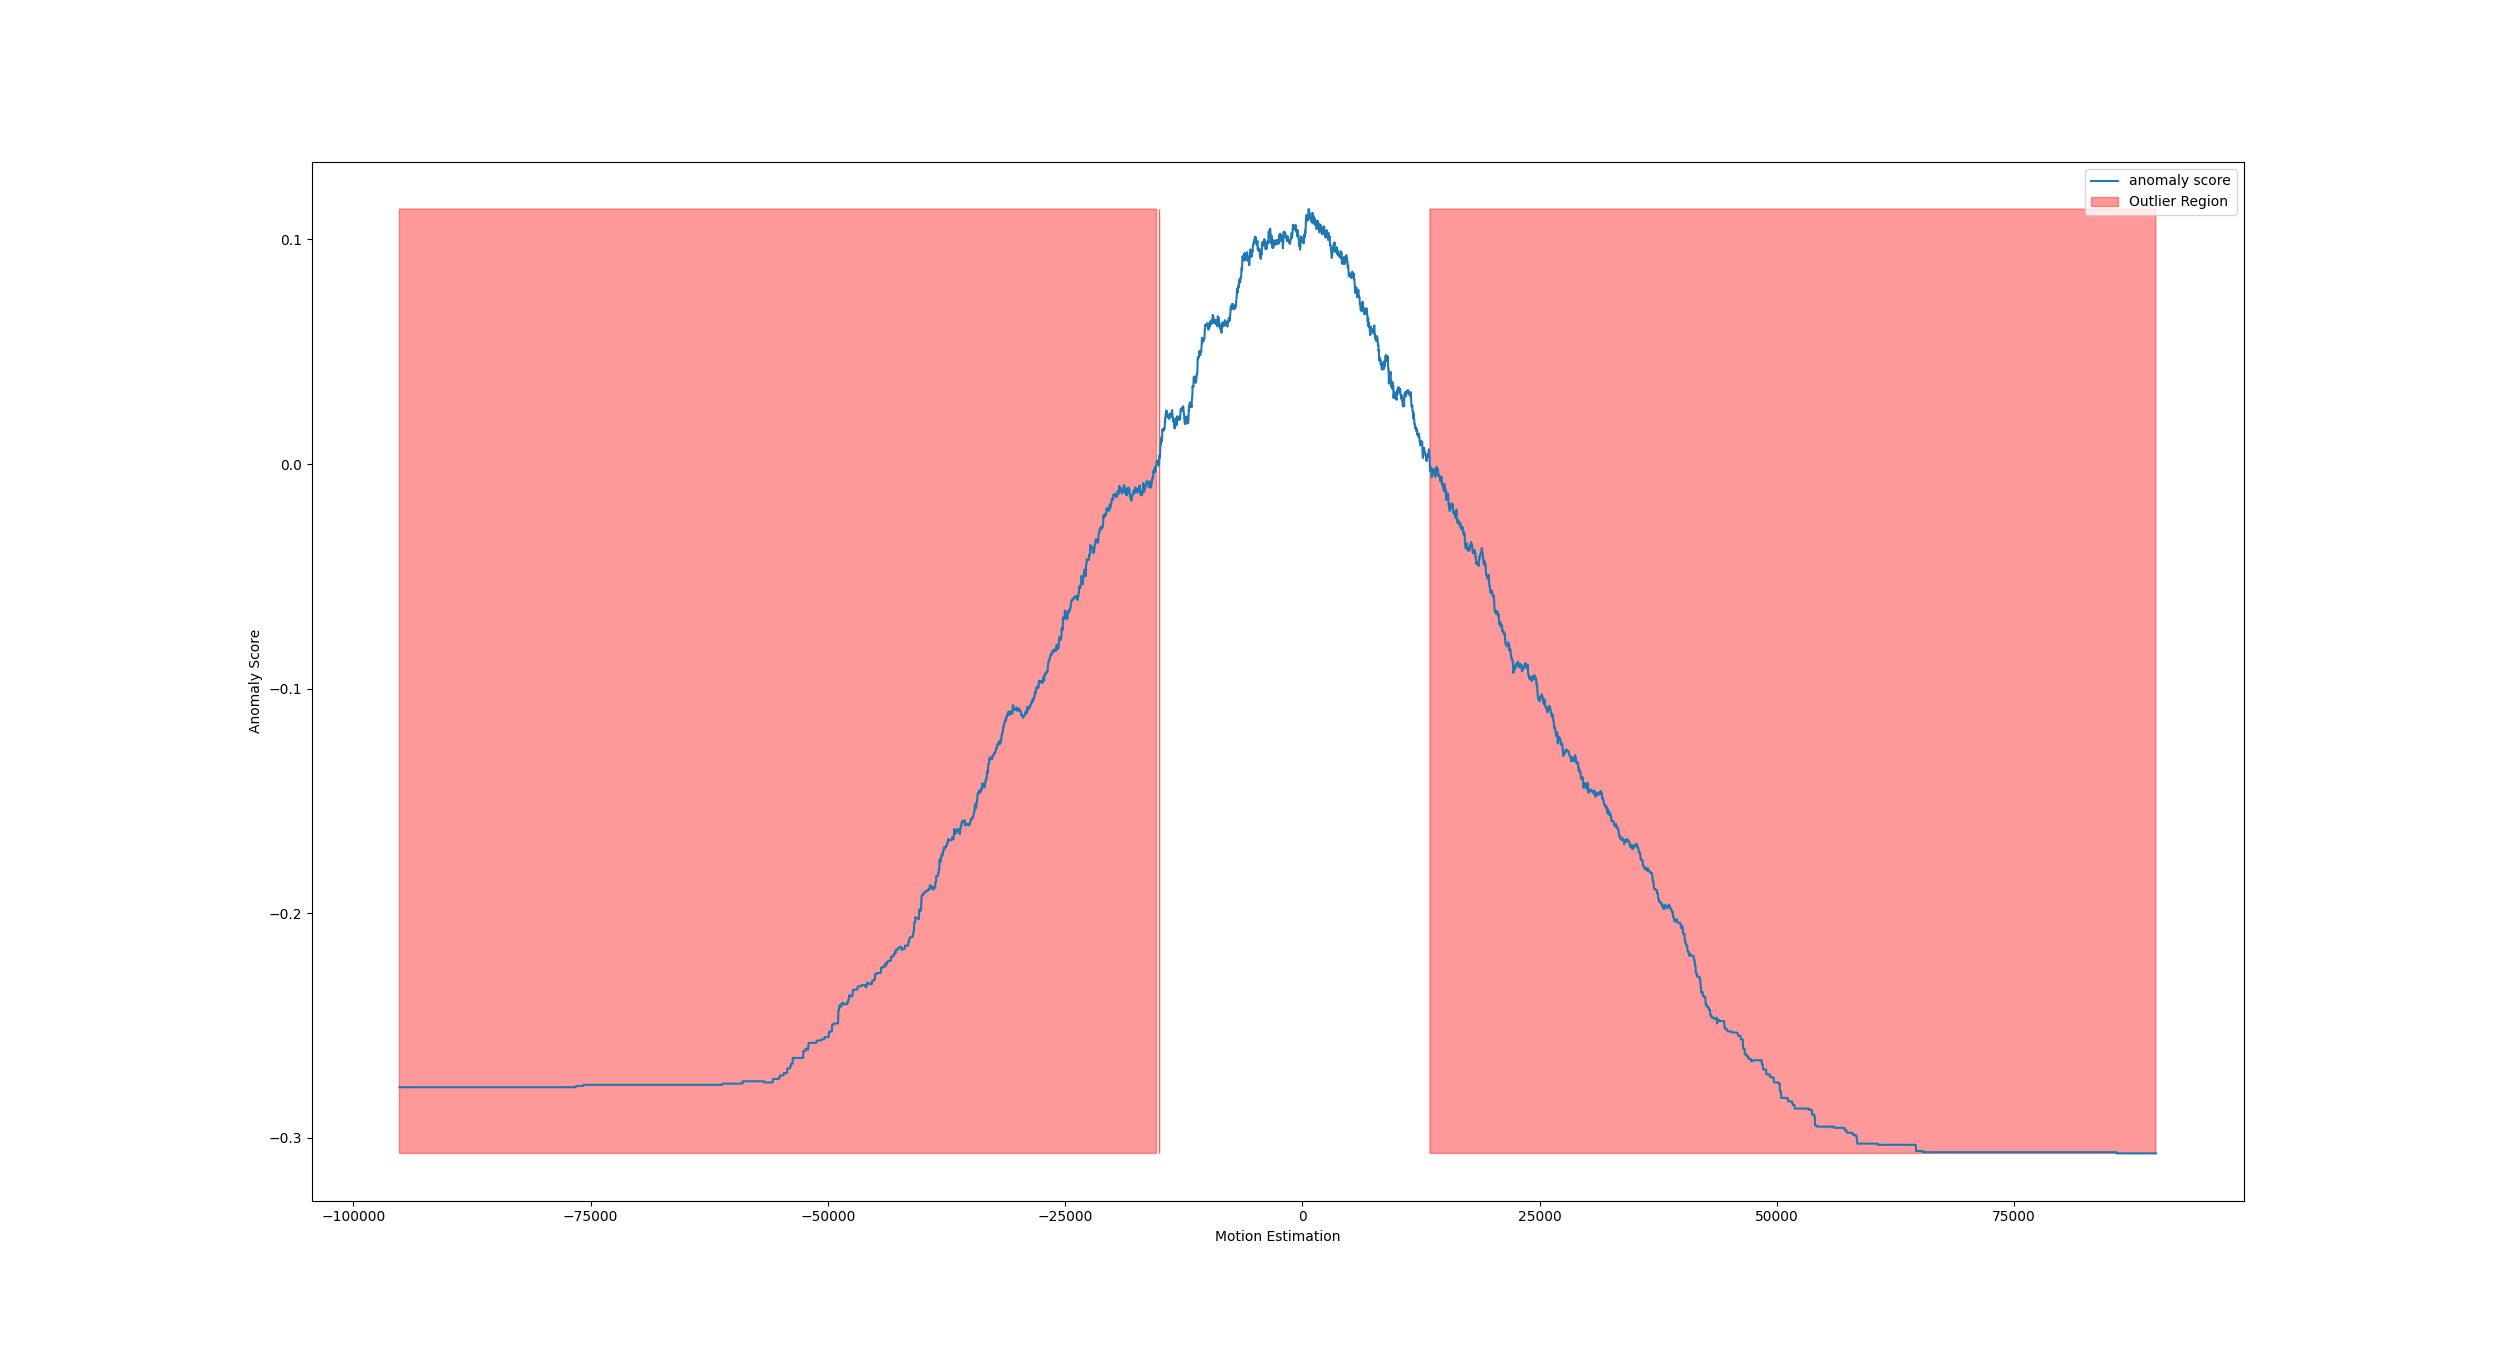 anomaly score
Outlier Region
0.1
0.0
−0.1
−0.2
−0.3
Anomaly Score
−100000 −75000 −50000 −25000 0 25000 50000 75000
Motion Estimation